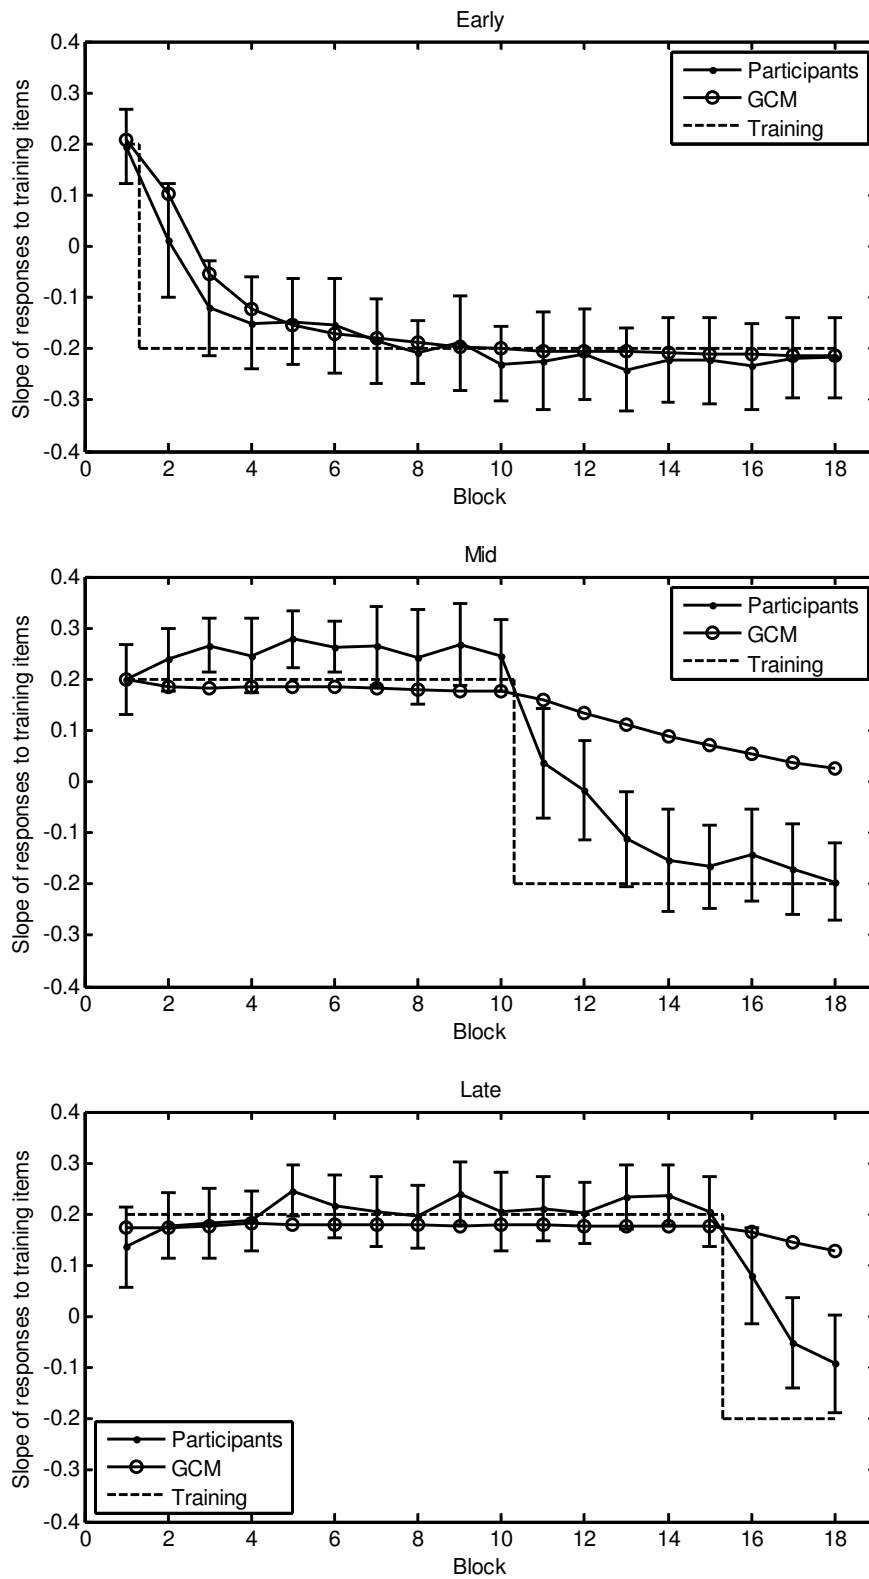 Early
Slope of responses to training items
0.4
0.3
0.2
0.1
0
-0.1
-0.2
-0.3
-0.4
Participants
GCM
Training
0 2 4 6 8 10 12 14 16 18
Block
Mid
Slope of responses to training items
0.4
0.3
0.2
0.1
0
-0.1
-0.2
-0.3
-0.4
Participants
GCM
Training
0 2 4 6 8 10 12 14 16 18
Block
Late
Slope of responses to training items
0.4
0.3
0.2
0.1
0
-0.1
-0.2
-0.3
-0.4
Participants
GCM
Training
0 2 4 6 8 10 12 14 16 18
Block